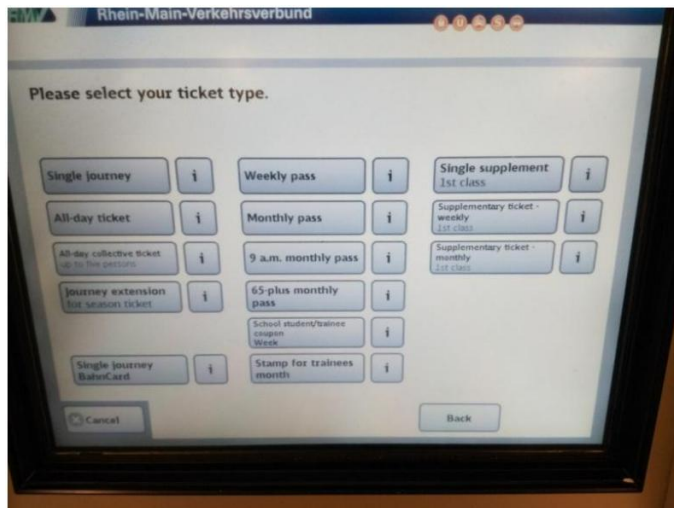 RMV
Rhein-Main-Verkehrsverbund
Please select your ticket type.
Single journey
i
Weekly pass
i
Single supplement
1st class
i
All-day ticket
i
Monthly pass
i
Supplementary ticket -
weekly
1st class
i
All-day collective ticket
up to five persons
i
9 a.m. monthly pass
i
Supplementary ticket -
monthly
1st class
i
Journey extension
for season ticket
i
65-plus monthly
pass
i
School student/trainee
coupon
Week
i
Single journey
BahnCard
i
Stamp for trainees
month
i
Cancel
Back